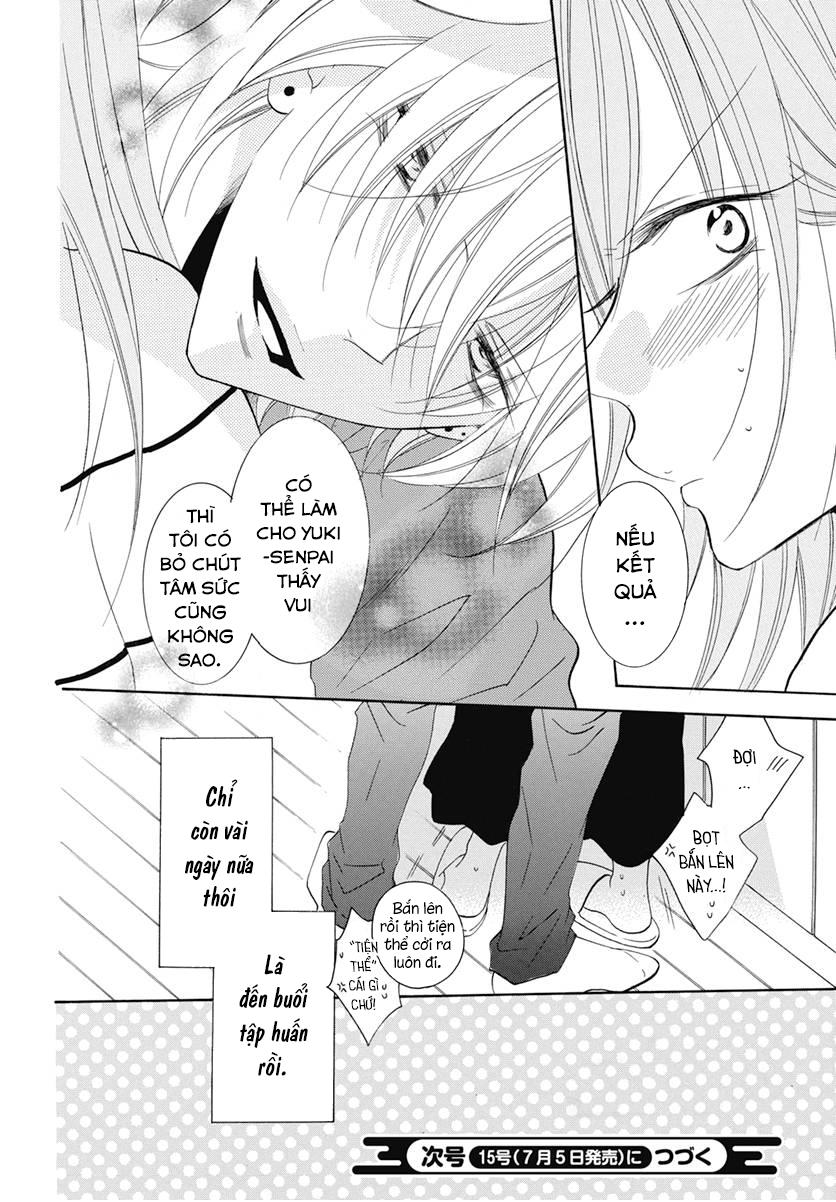 NẾU
KẾT
QUẢ
...
CÓ
THỂ LÀM
CHO YUKI
-SENPAI
THẤY
VUI
THÌ
TÔI CÓ
BỎ CHÚT
TÂM SỨC
CŨNG
KHÔNG
SAO.
ĐỢI
...
BỌT
BẮN LÊN
NÀY...!
Bắn lên
rồi thì tiện
thể cởi ra
luôn đi.
"TIỆN
THỂ"
CÁI GÌ
CHỨ!
Chỉ
còn vài
ngày nữa
thôi
Là
đến buổi
tập huấn
rồi.
次号 15号(7月5日発売)に つづく